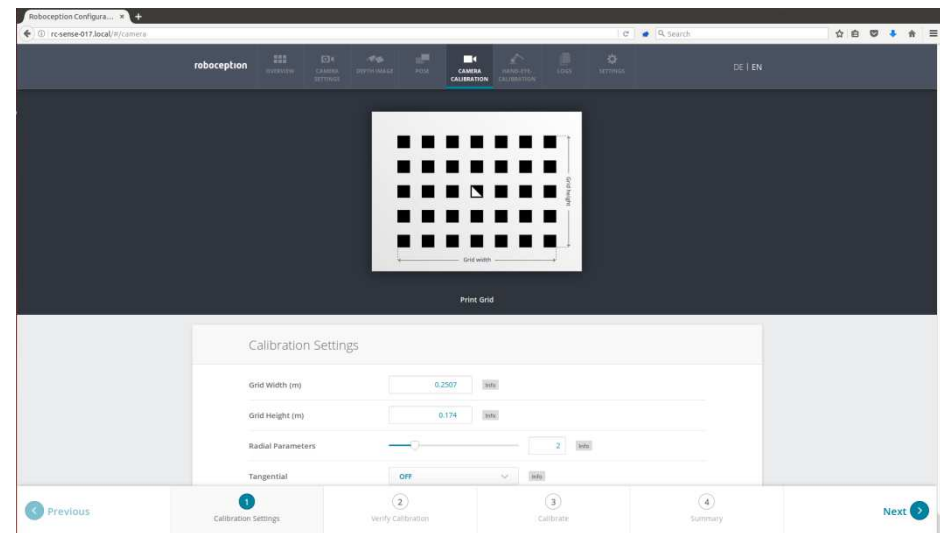 Roboception Configura... ×
rc-sense-017.local/#/camera
Search
roboception
OVERVIEW
CAMERA SETTINGS
DEPTH IMAGE
POSE
CAMERA CALIBRATION
HAND-EYE CALIBRATION
LOGS
SETTINGS
DE | EN
Grid height
Grid width
Print Grid
Calibration Settings
Grid Width (m) 0.2507 Info
Grid Height (m) 0.174 Info
Radial Parameters 2 Info
Tangential OFF Info
Previous
1
Calibration Settings
2
Verify Calibration
3
Calibrate
4
Summary
Next